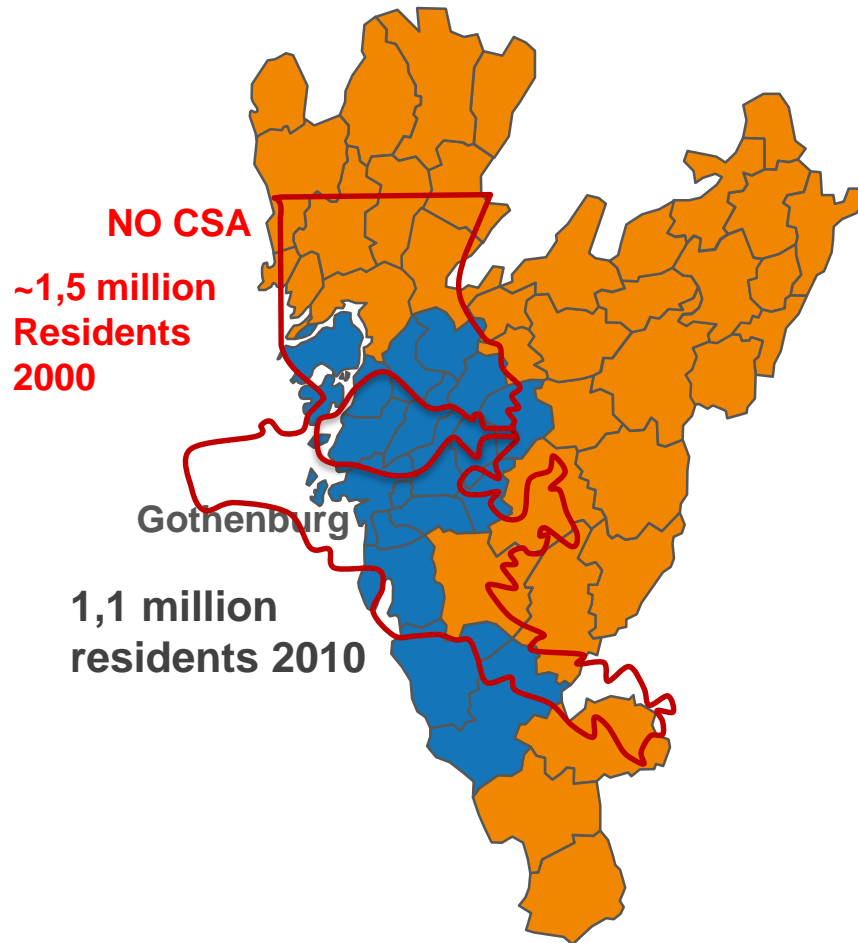 NO CSA
~1,5 million
Residents
2000
Gothenburg
1,1 million
residents 2010